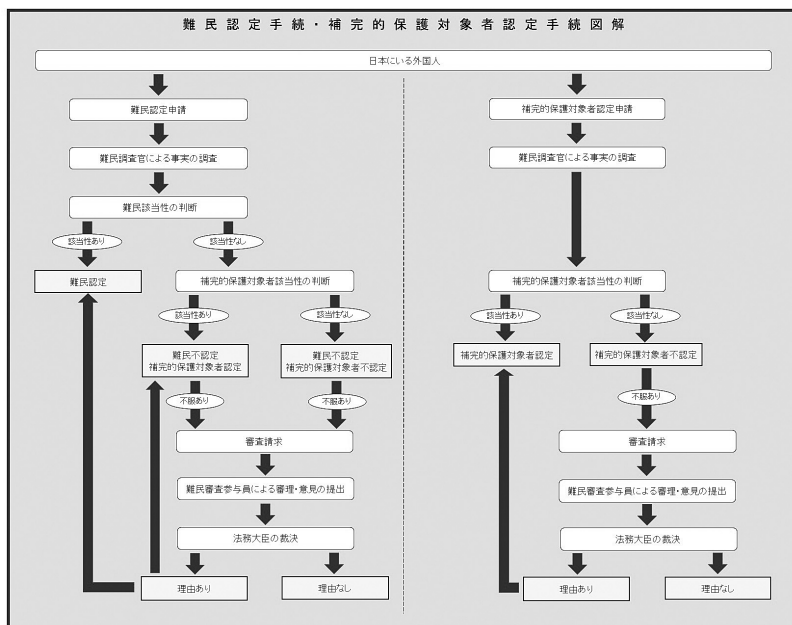 難民認定手続・補完的保護対象者認定手続図解
日本にいる外国人
難民認定申請
難民調査官による事実の調査
難民該当性の判断
該当性あり
該当性なし
難民認定
補完的保護対象者該当性の判断
該当性あり
該当性なし
難民不認定
補完的保護対象者認定
難民不認定
補完的保護対象者不認定
不服あり
不服あり
審査請求
難民審査参与員による審理・意見の提出
法務大臣の裁決
理由あり
理由なし
補完的保護対象者認定申請
難民調査官による事実の調査
補完的保護対象者該当性の判断
該当性あり
該当性なし
補完的保護対象者認定
補完的保護対象者不認定
不服あり
審査請求
難民審査参与員による審理・意見の提出
法務大臣の裁決
理由あり
理由なし